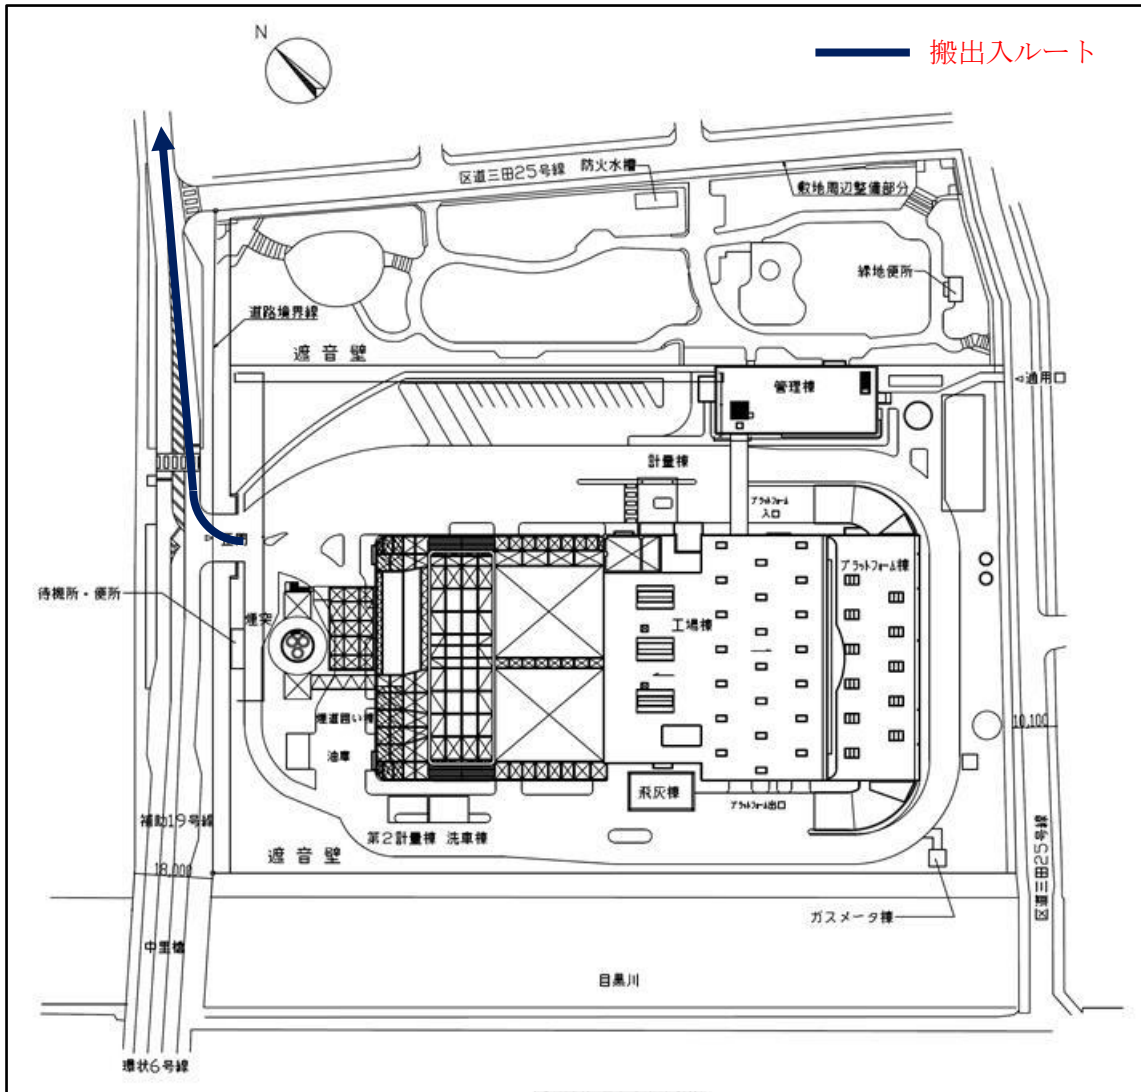 N
搬出入ルート
区道三田25号線
防火水槽
敷地周辺整備部分
緑地便所
道路境界線
遮音壁
管理棟
通用口
計量棟
プラットフォーム
入口
プラットフォーム棟
待機所・便所
煙突
工場棟
煙道囲い棟
油庫
10,100
飛灰棟
プラットフォーム出口
補助19号線
第2計量棟 洗車棟
遮音壁
18,000
区道三田25号線
ガスメータ棟
目黒川
環状6号線